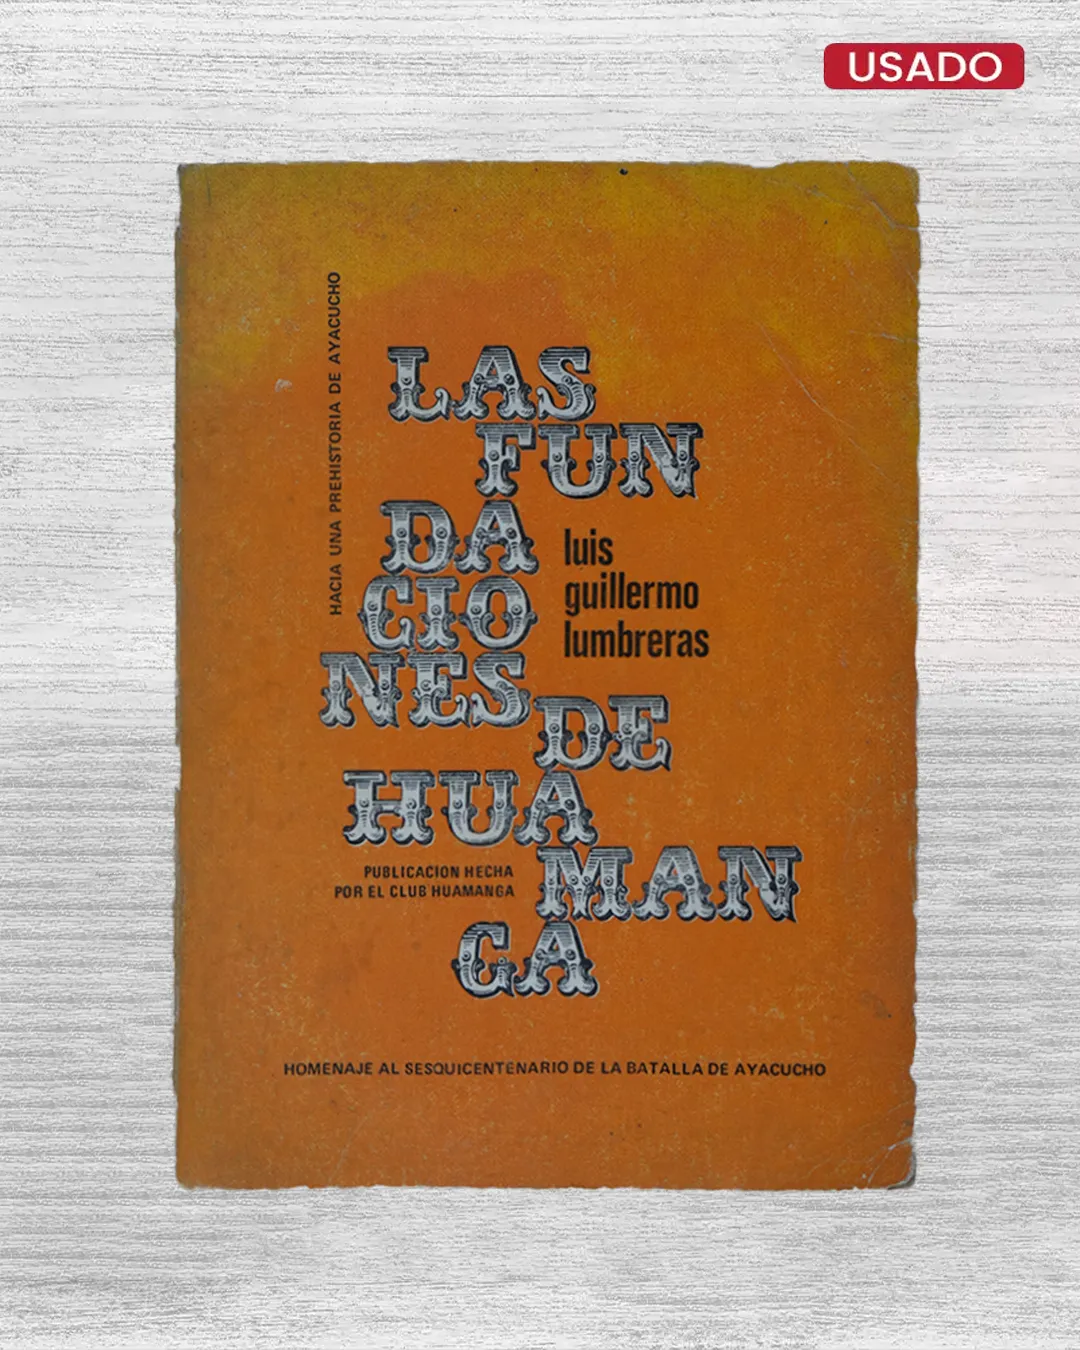 USADO
HACIA UNA PREHISTORIA DE AYACUCHO
LAS
FUN
DA
CIO
NES
DE
HUA
MAN
GA
luis
guillermo
lumbreras
PUBLICACION HECHA
POR EL CLUB HUAMANGA
HOMENAJE AL SESQUICENTENARIO DE LA BATALLA DE AYACUCHO